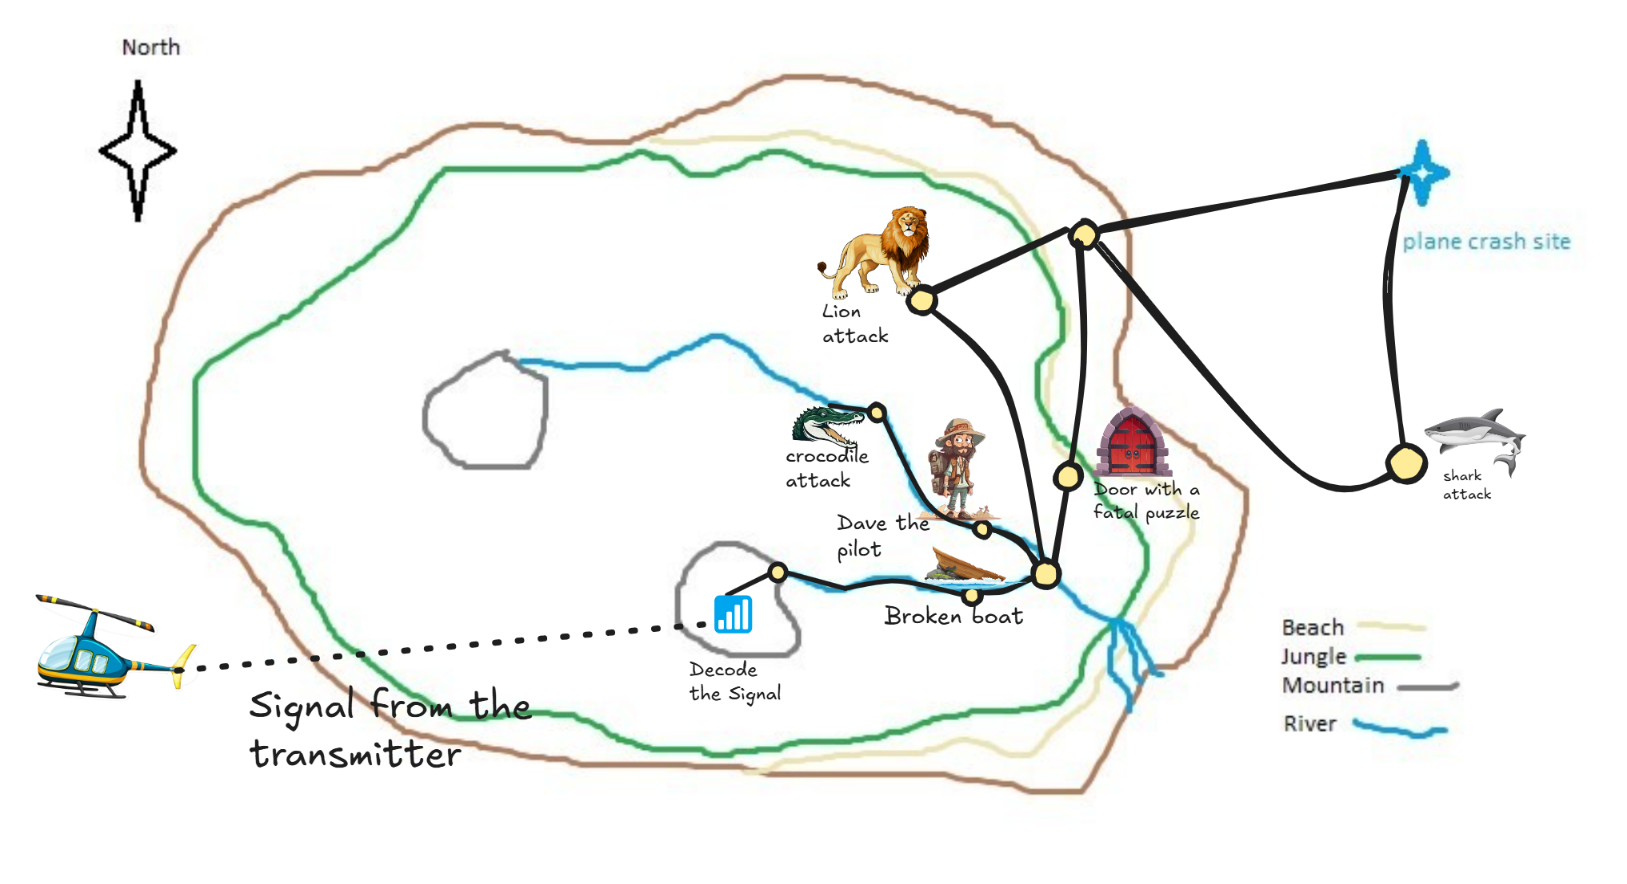 North
plane crash site
Lion
attack
crocodile
attack
shark
attack
Door with a
fatal puzzle
Dave the
pilot
Broken boat
Decode
the Signal
Signal from the
transmitter
Beach
Jungle
Mountain
River